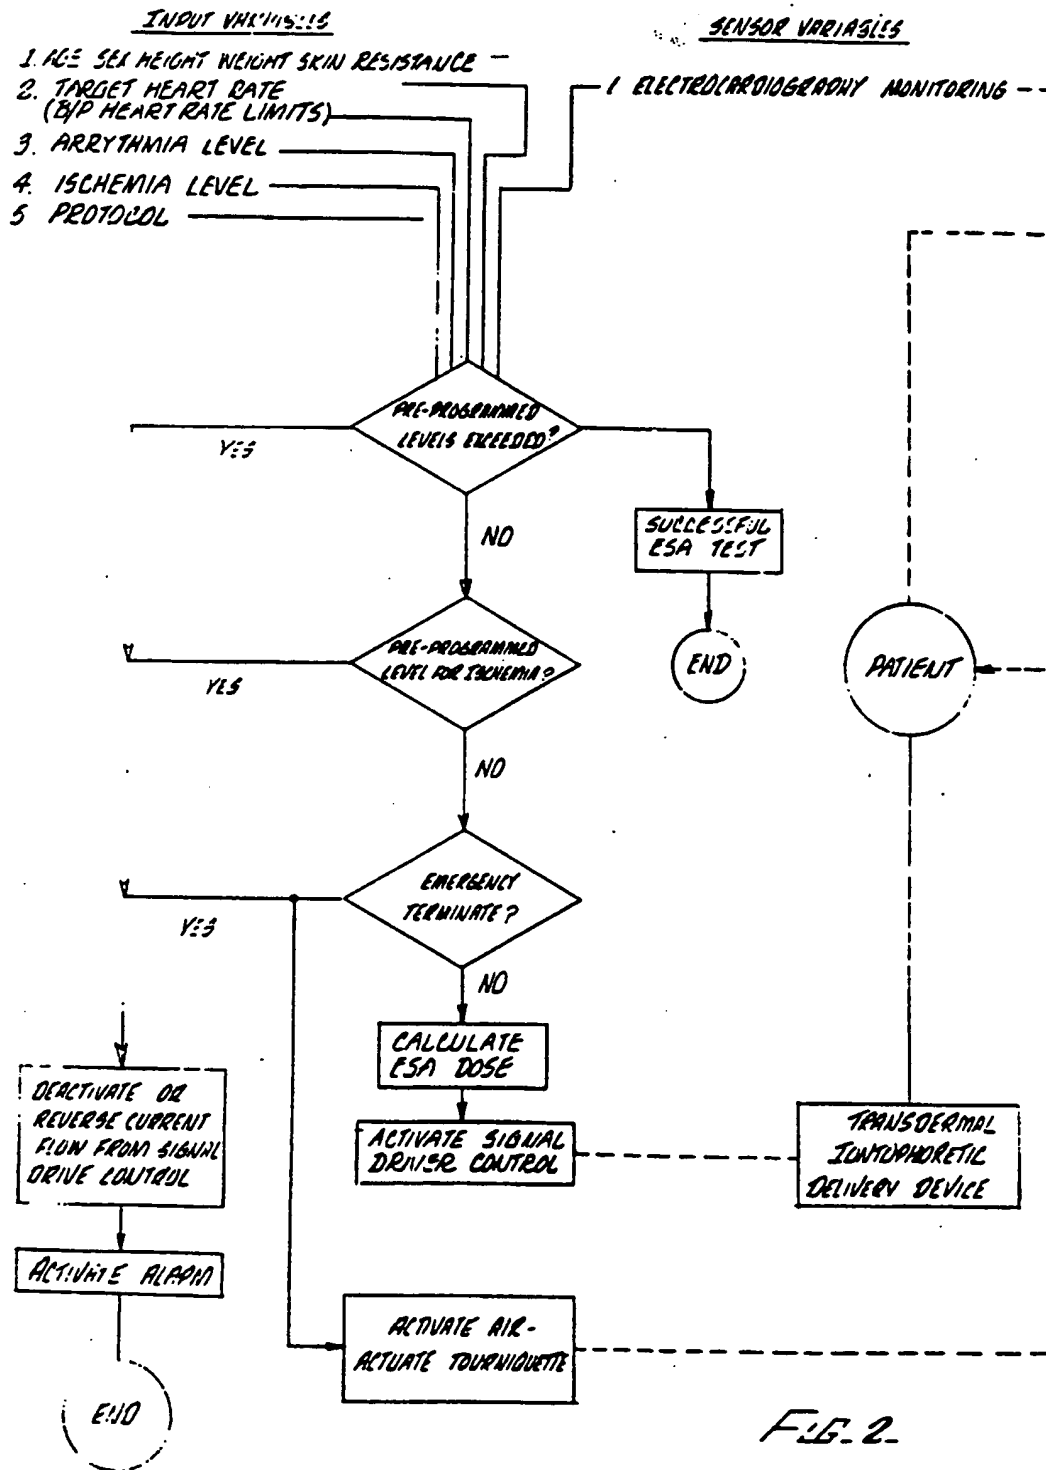 INPUT VARIABLES
1. AGE SEX HEIGHT WEIGHT SKIN RESISTANCE
2. TARGET HEART RATE
(B/P HEART RATE LIMITS)
3. ARRYTHMIA LEVEL
4. ISCHEMIA LEVEL
5 PROTOCOL
SENSOR VARIABLES
1 ELECTROCARDIOGRAPHY MONITORING
PRE-PROGRAMMED
LEVELS EXCEEDED?
YES
NO
SUCCESSFUL
ESA TEST
END
PRE-PROGRAMMED
LEVEL FOR ISCHEMIA?
YES
NO
PATIENT
EMERGENCY
TERMINATE?
YES
NO
CALCULATE
ESA DOSE
ACTIVATE SIGNAL
DRIVER CONTROL
TRANSDERMAL
IONTOPHORETIC
DELIVERY DEVICE
DEACTIVATE OR
REVERSE CURRENT
FLOW FROM SIGNAL
DRIVE CONTROL
ACTIVATE ALARM
END
ACTIVATE AIR-
ACTUATE TOURNIQUETTE
FIG. 2